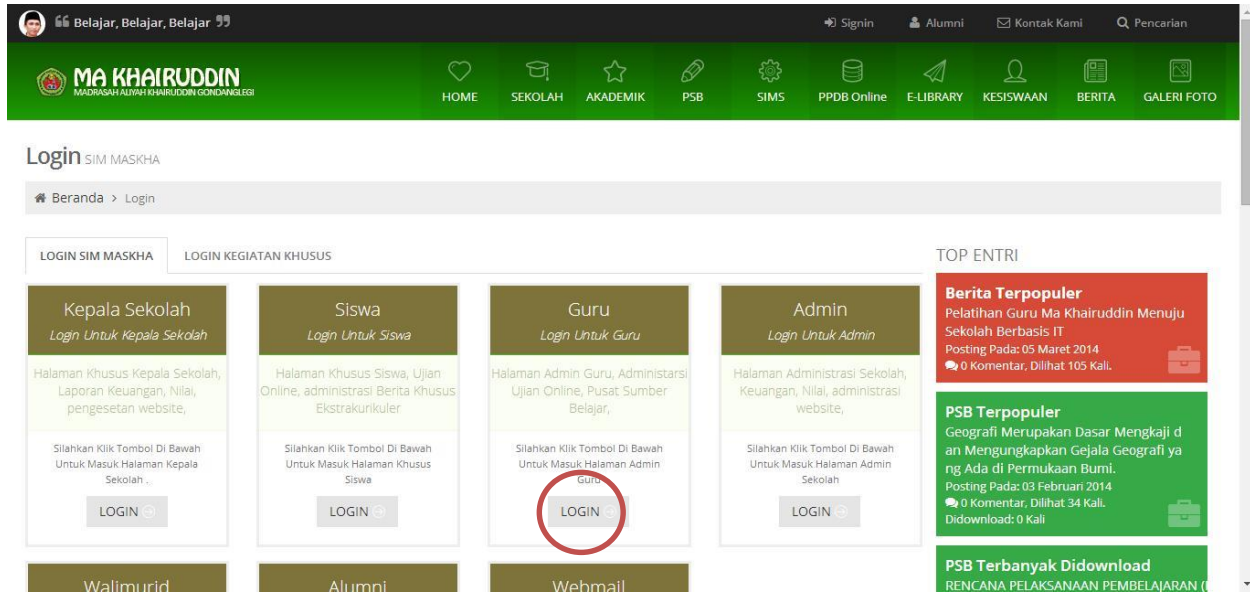 Belajar, Belajar, Belajar
Signin
Alumni
Kontak Kami
Pencarian
MA KHAIRUDDIN
MADRASAH ALIYAH KHAIRUDDIN GONDANGLEGI
HOME
SEKOLAH
AKADEMIK
PSB
SIMS
PPDB Online
E-LIBRARY
KESISWAAN
BERITA
GALERI FOTO
Login SIM MASKHA
Beranda > Login
LOGIN SIM MASKHA
LOGIN KEGIATAN KHUSUS
Kepala Sekolah
Login Untuk Kepala Sekolah
Halaman Khusus Kepala Sekolah,
Laporan Keuangan, Nilai,
pengesetan website,
Silahkan Klik Tombol Di Bawah
Untuk Masuk Halaman Kepala
Sekolah .
LOGIN
Siswa
Login Untuk Siswa
Halaman Khusus Siswa, Ujian
Online, administrasi Berita Khusus
Ekstrakurikuler
Silahkan Klik Tombol Di Bawah
Untuk Masuk Halaman Khusus
Siswa
LOGIN
Guru
Login Untuk Guru
Halaman Admin Guru, Administarsi
Ujian Online, Pusat Sumber
Belajar,
Silahkan Klik Tombol Di Bawah
Untuk Masuk Halaman Admin
Guru
LOGIN
Admin
Login Untuk Admin
Halaman Administrasi Sekolah,
Keuangan, Nilai, administrasi
website,
Silahkan Klik Tombol Di Bawah
Untuk Masuk Halaman Admin
Sekolah
LOGIN
Walimurid
Alumni
Webmail
TOP ENTRI
Berita Terpopuler
Pelatihan Guru Ma Khairuddin Menuju
Sekolah Berbasis IT
Posting Pada: 05 Maret 2014
0 Komentar, Dilihat 105 Kali.
PSB Terpopuler
Geografi Merupakan Dasar Mengkaji d
an Mengungkapkan Gejala Geografi ya
ng Ada di Permukaan Bumi.
Posting Pada: 03 Februari 2014
0 Komentar, Dilihat 34 Kali.
Didownload: 0 Kali
PSB Terbanyak Didownload
RENCANA PELAKSANAAN PEMBELAJARAN (